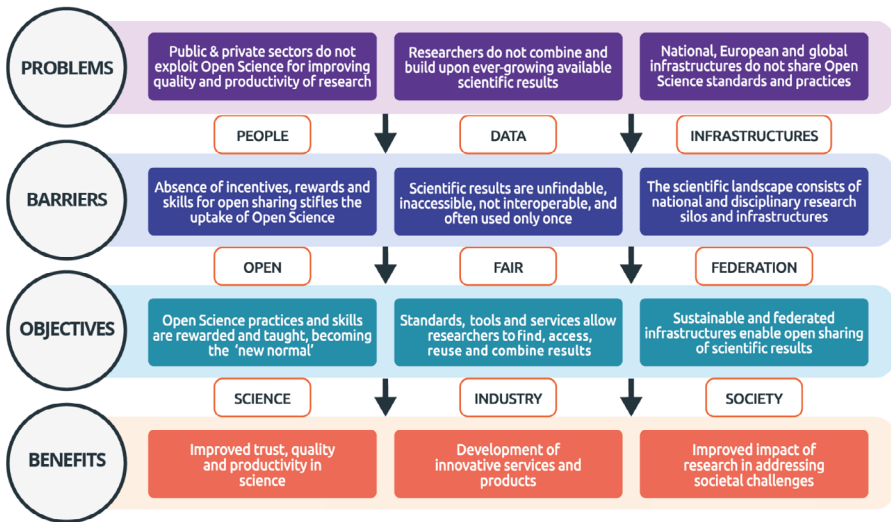 PROBLEMS
Public & private sectors do not
exploit Open Science for improving
quality and productivity of research
Researchers do not combine and
build upon ever-growing available
scientific results
National, European and global
infrastructures do not share Open
Science standards and practices
PEOPLE
DATA
INFRASTRUCTURES
BARRIERS
Absence of incentives, rewards and
skills for open sharing stifles the
uptake of Open Science
Scientific results are unfindable,
inaccessible, not interoperable, and
often used only once
The scientific landscape consists of
national and disciplinary research
silos and infrastructures
OPEN
FAIR
FEDERATION
OBJECTIVES
Open Science practices and skills
are rewarded and taught, becoming
the ‘new normal’
Standards, tools and services allow
researchers to find, access,
reuse and combine results
Sustainable and federated
infrastructures enable open sharing
of scientific results
SCIENCE
INDUSTRY
SOCIETY
BENEFITS
Improved trust, quality
and productivity in
science
Development of
innovative services and
products
Improved impact of
research in addressing
societal challenges